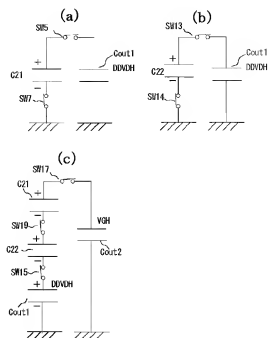 (a)
SW5
Cout1
DDVDH
+
C21
−
SW7
(b)
SW13
Cout1
DDVDH
+
C22
−
SW14
(c)
SW17
C21
+
−
SW19
VGH
+
C22
Cout2
−
SW15
DDVDH
+
−
Cout1